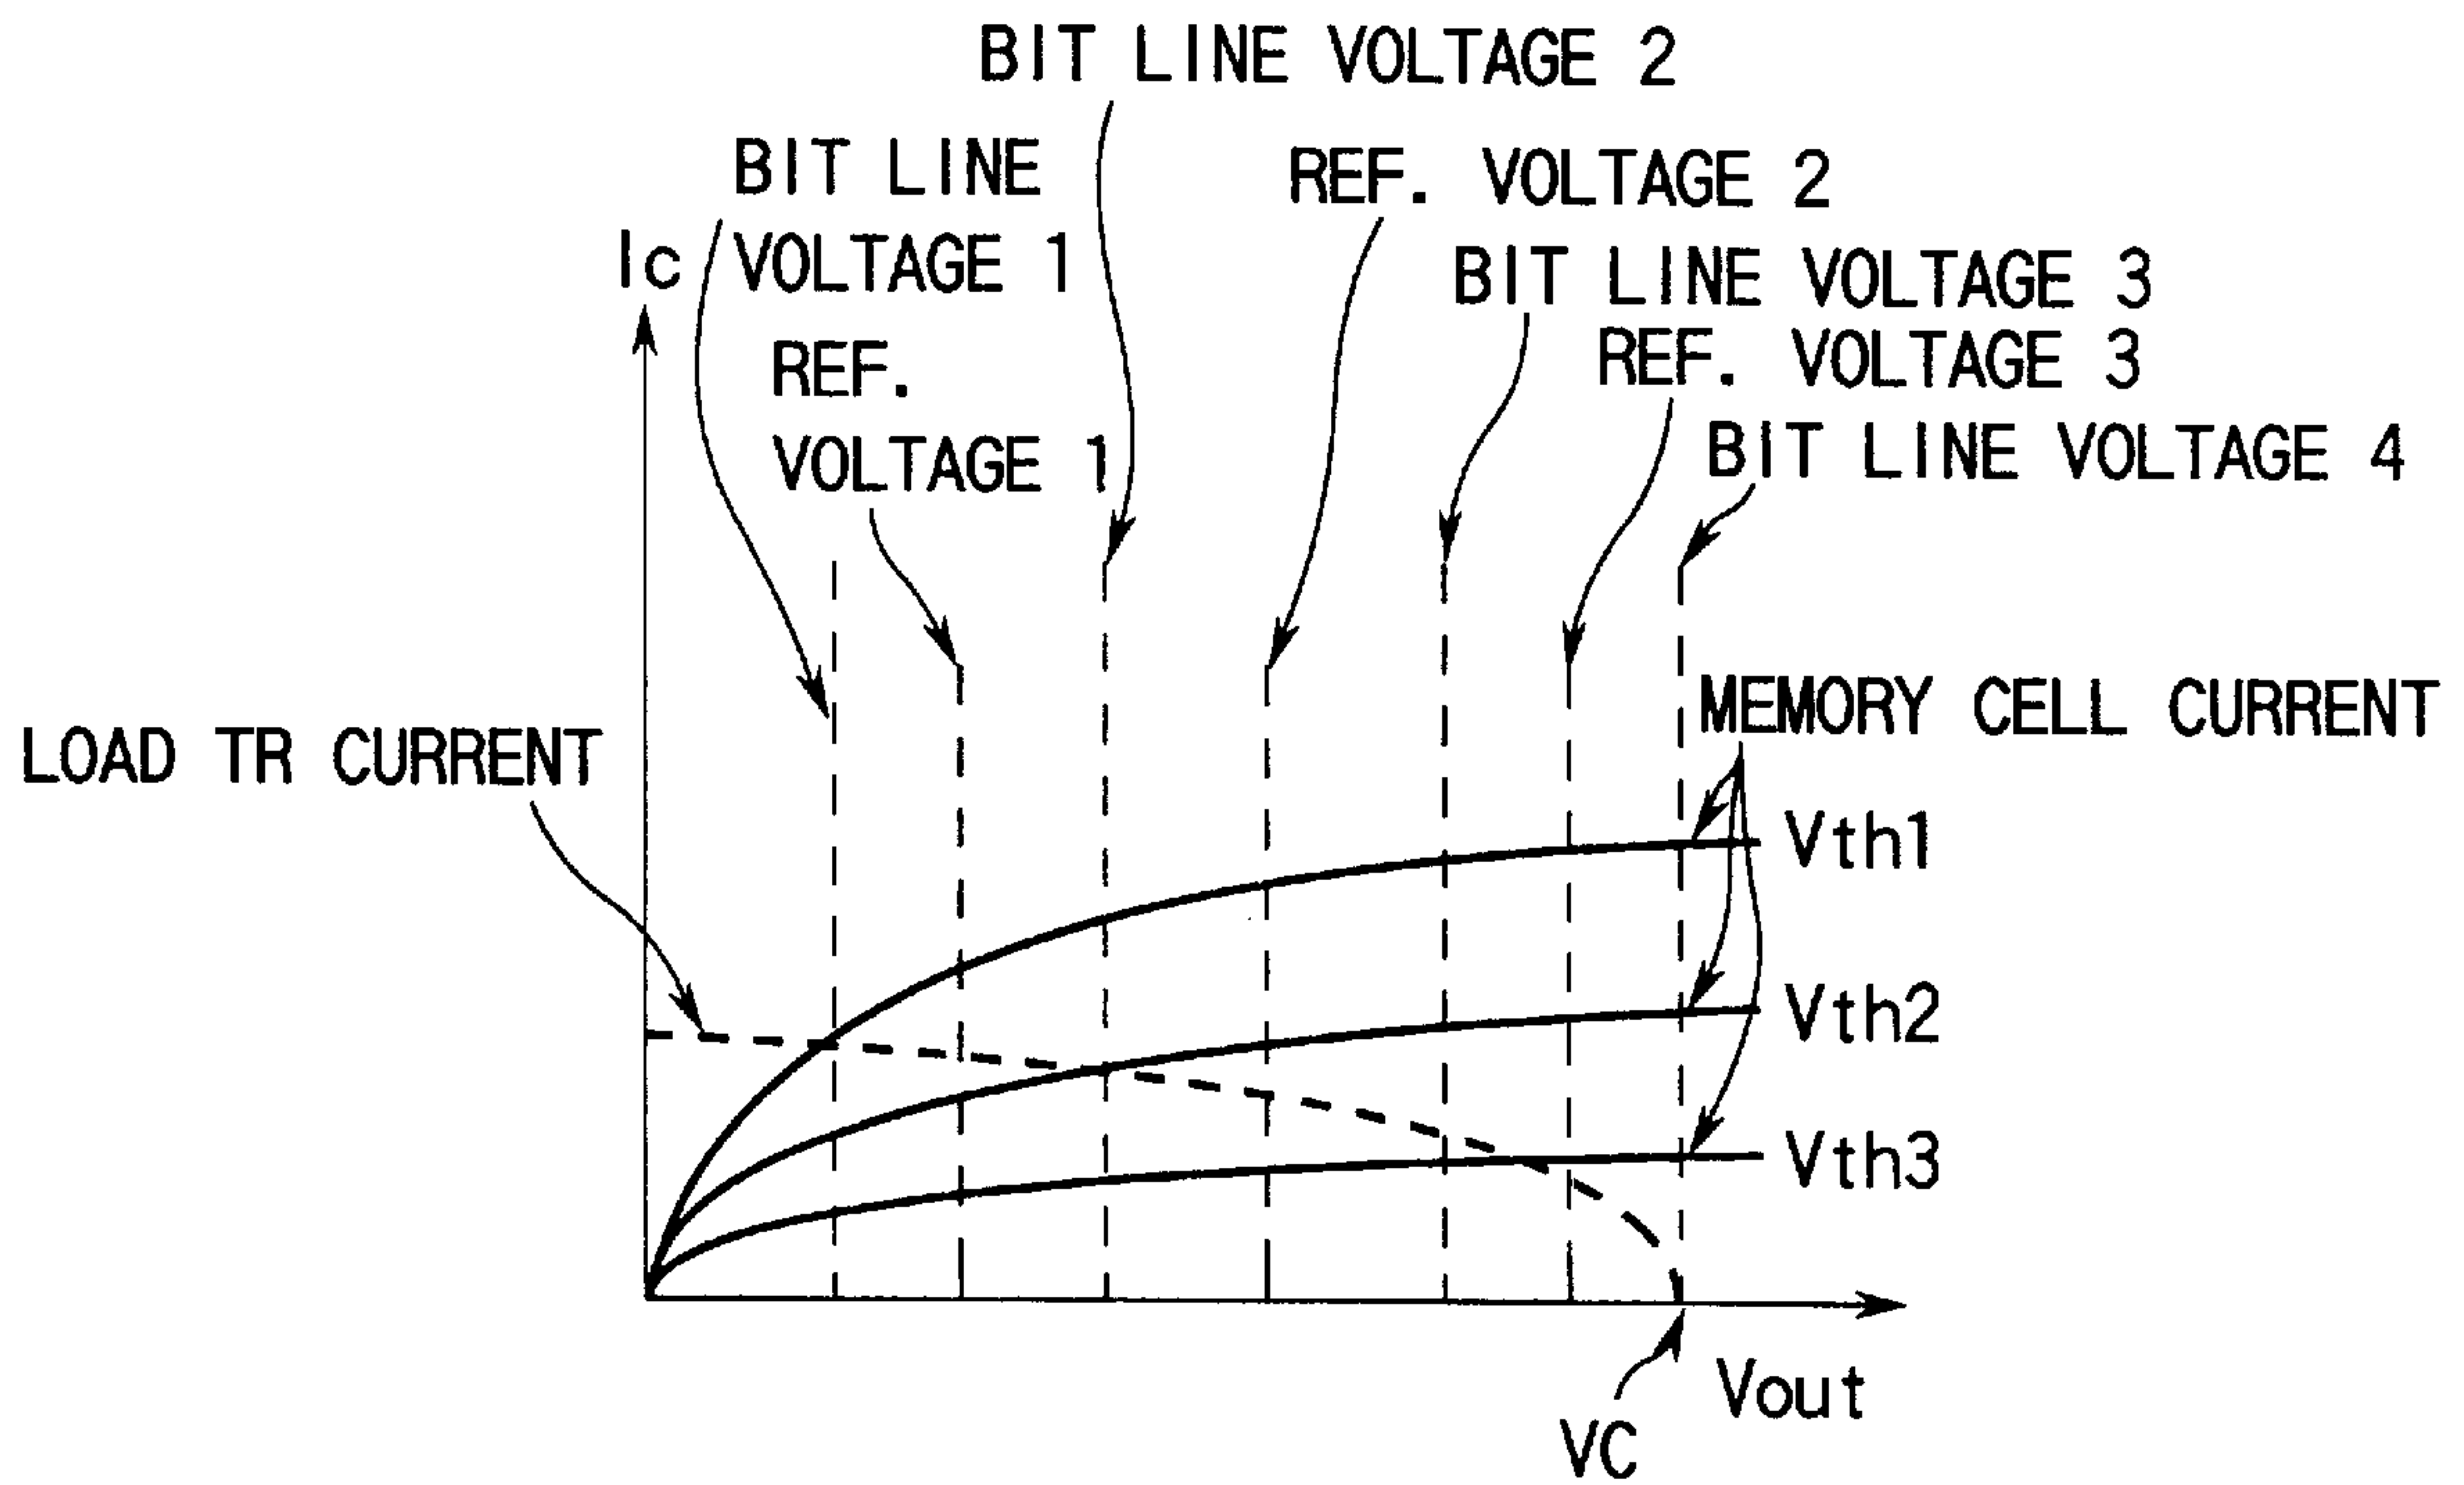 BIT LINE VOLTAGE 2
BIT LINE
VOLTAGE 1
REF. VOLTAGE 2
Ic
BIT LINE VOLTAGE 3
REF.
VOLTAGE 1
REF. VOLTAGE 3
BIT LINE VOLTAGE 4
MEMORY CELL CURRENT
LOAD TR CURRENT
Vth1
Vth2
Vth3
Vout
VC